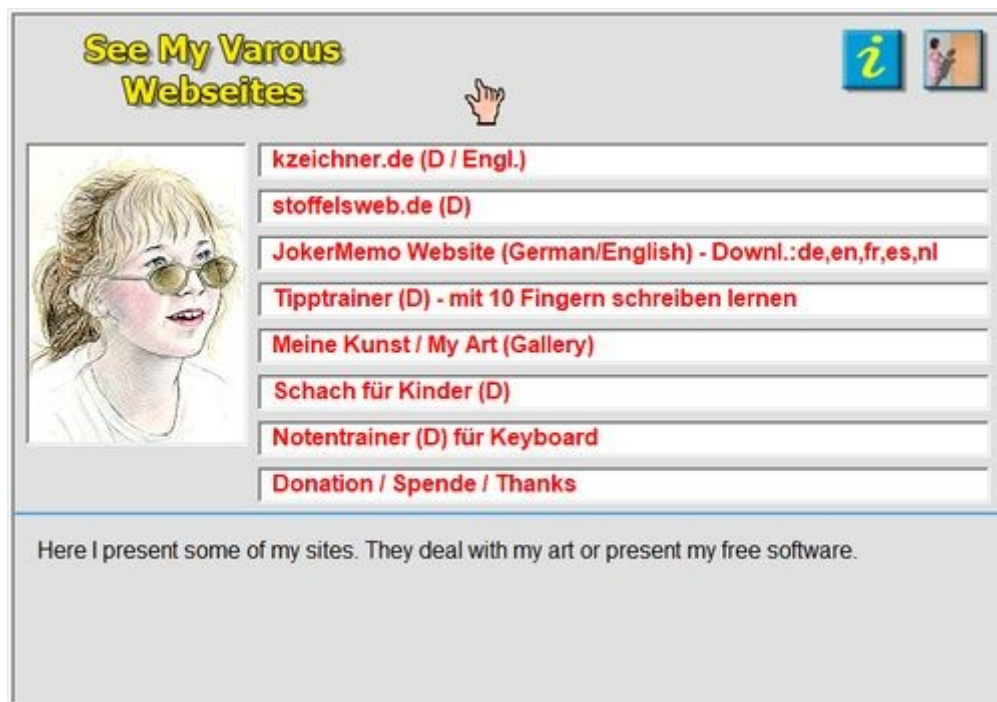 See My Varous
Webseites
i
kzeichner.de (D / Engl.)
stoffelsweb.de (D)
JokerMemo Website (German/English) - Downl.:de,en,fr,es,nl
Tipptrainer (D) - mit 10 Fingern schreiben lernen
Meine Kunst / My Art (Gallery)
Schach für Kinder (D)
Notentrainer (D) für Keyboard
Donation / Spende / Thanks
Here I present some of my sites. They deal with my art or present my free software.